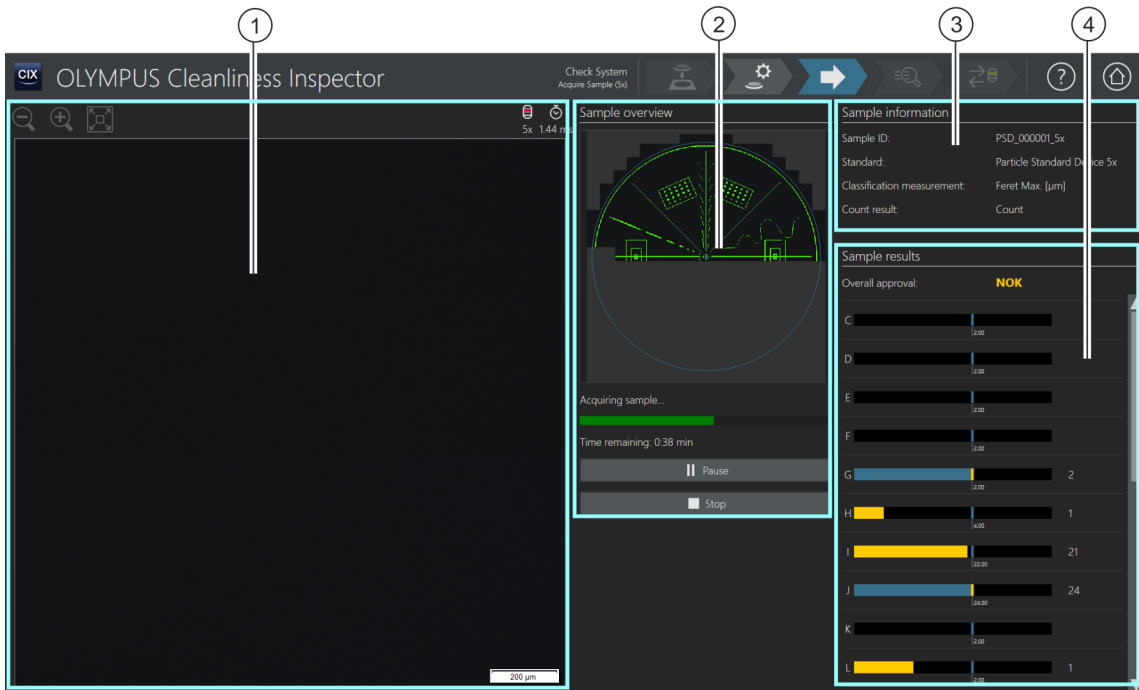 1
2
3
4
CIX
OLYMPUS Cleanliness Inspector
Check System
Acquire Sample (5x)
?
5x 1.44 ms
Sample overview
Acquiring sample...
Time remaining: 0:38 min
Pause
Stop
200 µm
Sample information
Sample ID: PSD_000001_5x
Standard: Particle Standard Device 5x
Classification measurement: Feret Max. [µm]
Count result: Count
Sample results
Overall approval: NOK
C
2.00
D
2.00
E
2.00
F
2.00
G 2
2.00
H 1
4.00
I 21
22.00
J 24
24.00
K
2.00
L 1
2.00